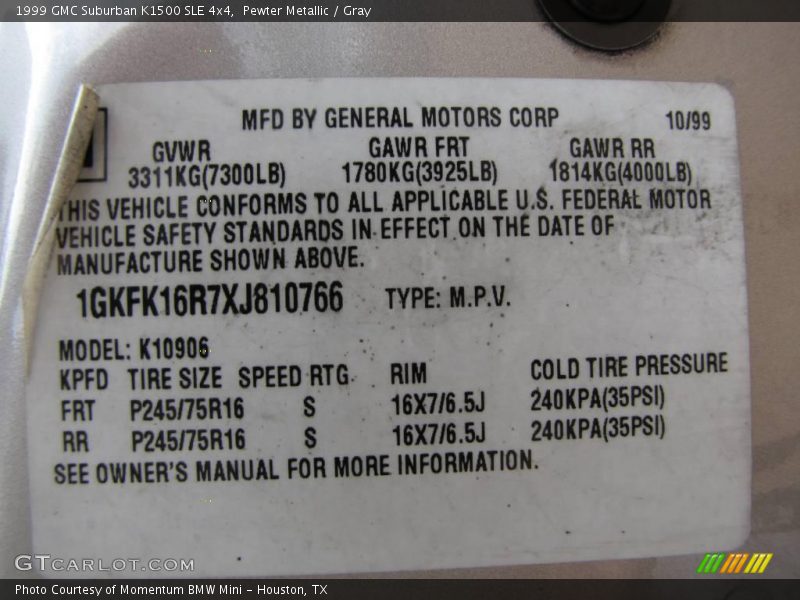 1999 GMC Suburban K1500 SLE 4x4, Pewter Metallic / Gray
MFD BY GENERAL MOTORS CORP 10/99
GVWR GAWR FRT GAWR RR
3311KG(7300LB) 1780KG(3925LB) 1814KG(4000LB)
THIS VEHICLE CONFORMS TO ALL APPLICABLE U.S. FEDERAL MOTOR
VEHICLE SAFETY STANDARDS IN EFFECT ON THE DATE OF
MANUFACTURE SHOWN ABOVE.
1GKFK16R7XJ810766 TYPE: M.P.V.
MODEL: K10906
KPFD TIRE SIZE SPEED RTG RIM COLD TIRE PRESSURE
FRT P245/75R16 S 16X7/6.5J 240KPA(35PSI)
RR P245/75R16 S 16X7/6.5J 240KPA(35PSI)
SEE OWNER'S MANUAL FOR MORE INFORMATION.
GTCARLOT.COM
Photo Courtesy of Momentum BMW Mini - Houston, TX